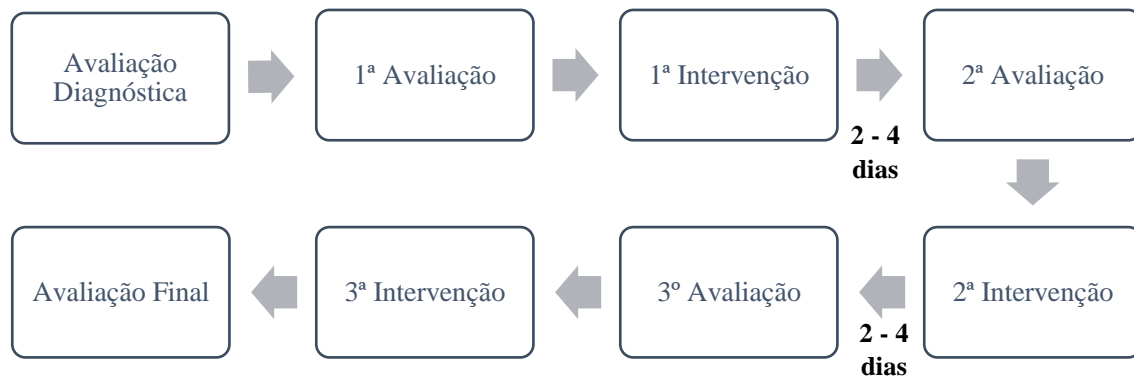 Avaliação
Diagnóstica
1ª Avaliação
1ª Intervenção
2 - 4
dias
2ª Avaliação
2ª Intervenção
2 - 4
dias
3º Avaliação
3ª Intervenção
Avaliação Final